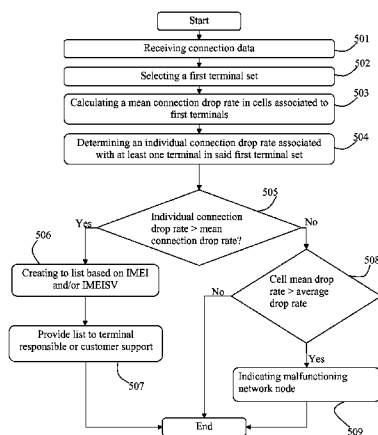 Start
501
Receiving connection data
502
Selecting a first terminal set
503
Calculating a mean connection drop rate in cells associated to
first terminals
504
Determining an individual connection drop rate associated
with at least one terminal in said first terminal set
505
Individual connection
drop rate > mean
connection drop rate?
Yes
No
506
Creating to list based on IMEI
and/or IMEISV
508
Cell mean drop
rate > average
drop rate
No
Yes
Provide list to terminal
responsible or customer support
507
Indicating malfunctioning
network node
509
End